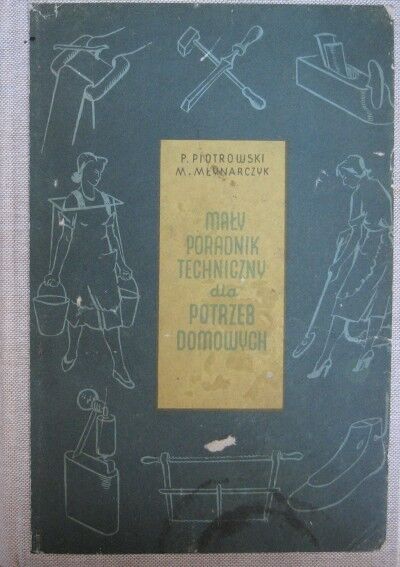 P. PIOTROWSKI
M. MŁYNARCZYK
MAŁY
PORADNIK
TECHNICZNY
dla
POTRZEB
DOMOWYCH